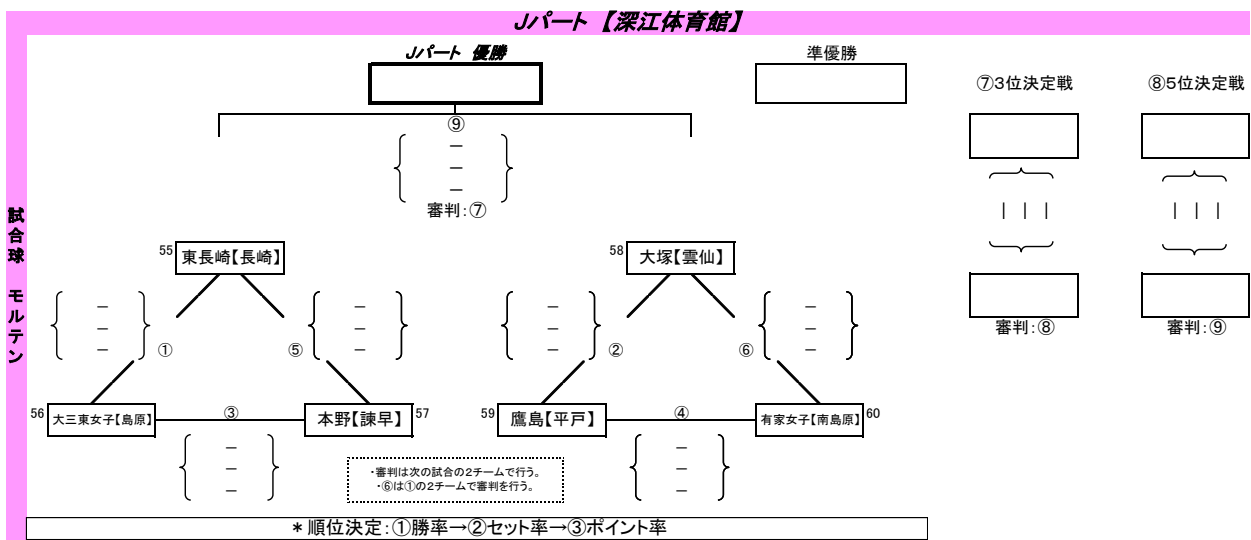 Jパート 【深江体育館】
Jパート 優勝
準優勝
⑦3位決定戦
⑧5位決定戦
⑨
－
－
－
審判:⑦
試合球 モルテン
55
東長崎【長崎】
58
大塚【雲仙】
－
－
－
①
⑤
－
－
－
－
－
－
②
⑥
－
－
－
｜｜｜
｜｜｜
審判:⑧
審判:⑨
56
大三東女子【島原】
③
本野【諫早】
57
59
鷹島【平戸】
④
有家女子【南島原】
60
－
－
－
－
－
－
・審判は次の試合の2チームで行う。
・⑥は①の2チームで審判を行う。
＊順位決定:①勝率→②セット率→③ポイント率